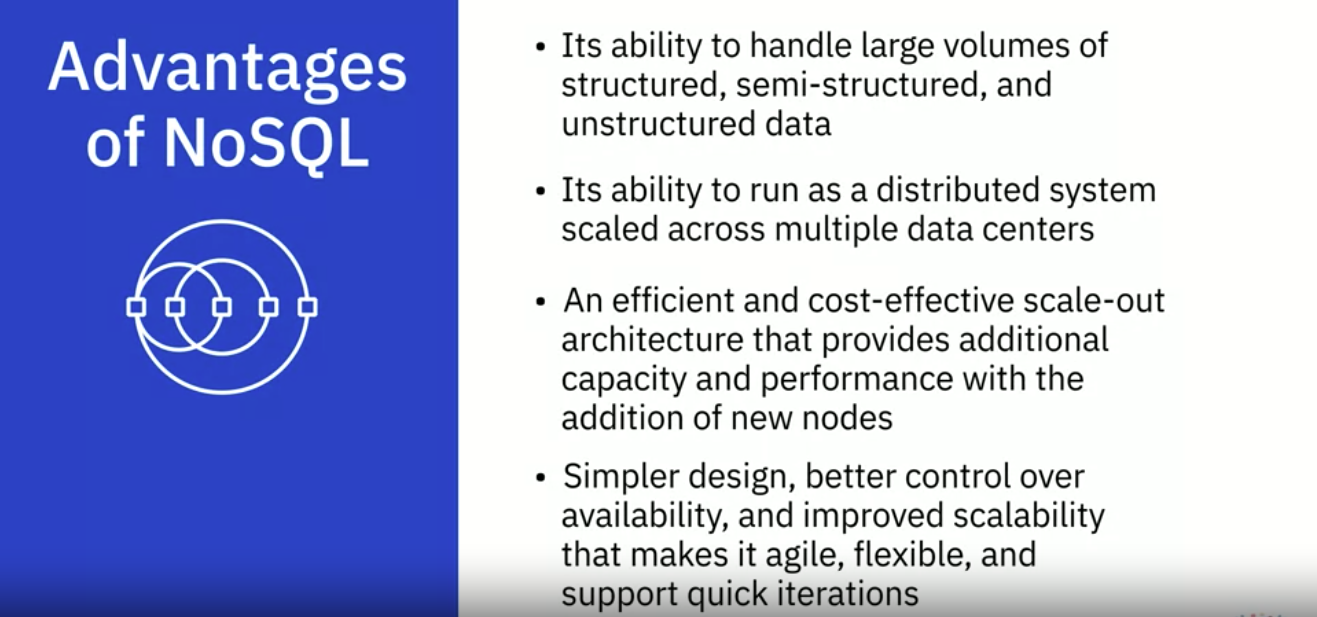 Advantages
of NoSQL
• Its ability to handle large volumes of
structured, semi-structured, and
unstructured data
• Its ability to run as a distributed system
scaled across multiple data centers
• An efficient and cost-effective scale-out
architecture that provides additional
capacity and performance with the
addition of new nodes
• Simpler design, better control over
availability, and improved scalability
that makes it agile, flexible, and
support quick iterations